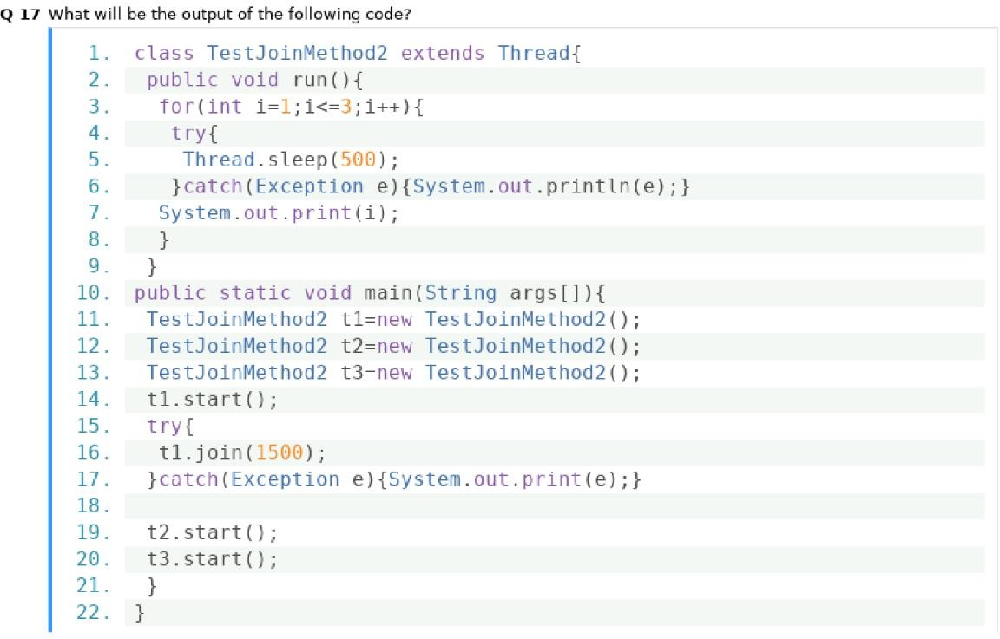 Q 17 What will be the output of the following code?
1. class TestJoinMethod2 extends Thread{
2. public void run(){
3. for(int i=1;i<=3;i++){
4. try{
5. Thread.sleep(500);
6. }catch(Exception e){System.out.println(e);}
7. System.out.print(i);
8. }
9. }
10. public static void main(String args[]){
11. TestJoinMethod2 t1=new TestJoinMethod2();
12. TestJoinMethod2 t2=new TestJoinMethod2();
13. TestJoinMethod2 t3=new TestJoinMethod2();
14. t1.start();
15. try{
16. t1.join(1500);
17. }catch(Exception e){System.out.print(e);}
18.
19. t2.start();
20. t3.start();
21. }
22. }